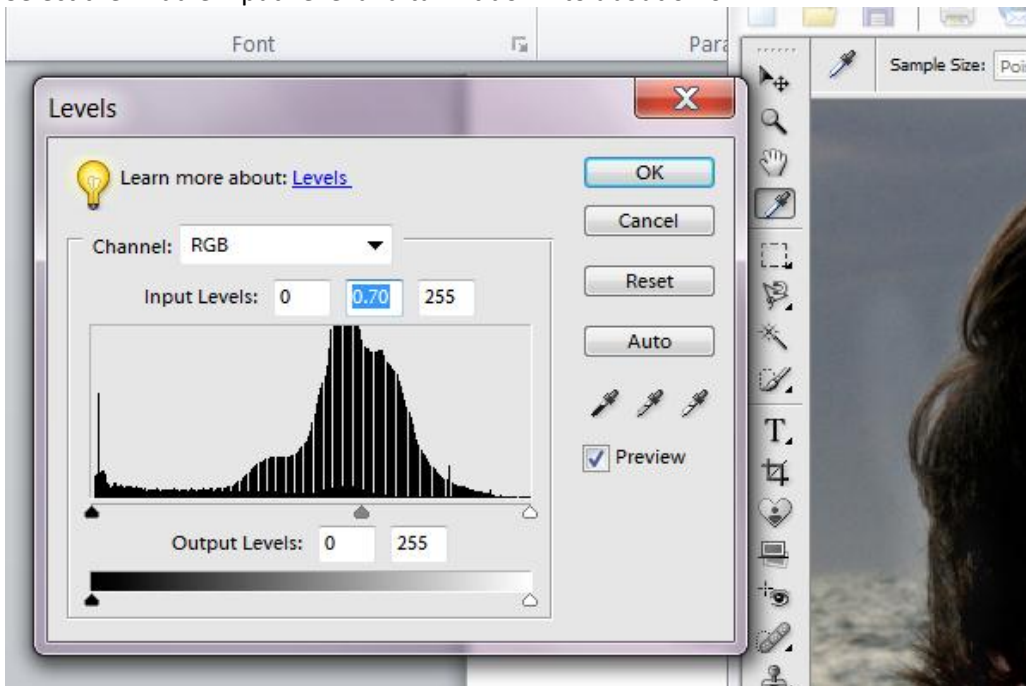 Font
Para
Sample Size: Poi
Levels
Learn more about: Levels
OK
Cancel
Channel: RGB
Input Levels: 0 0.70 255
Reset
Auto
Preview
Output Levels: 0 255
T